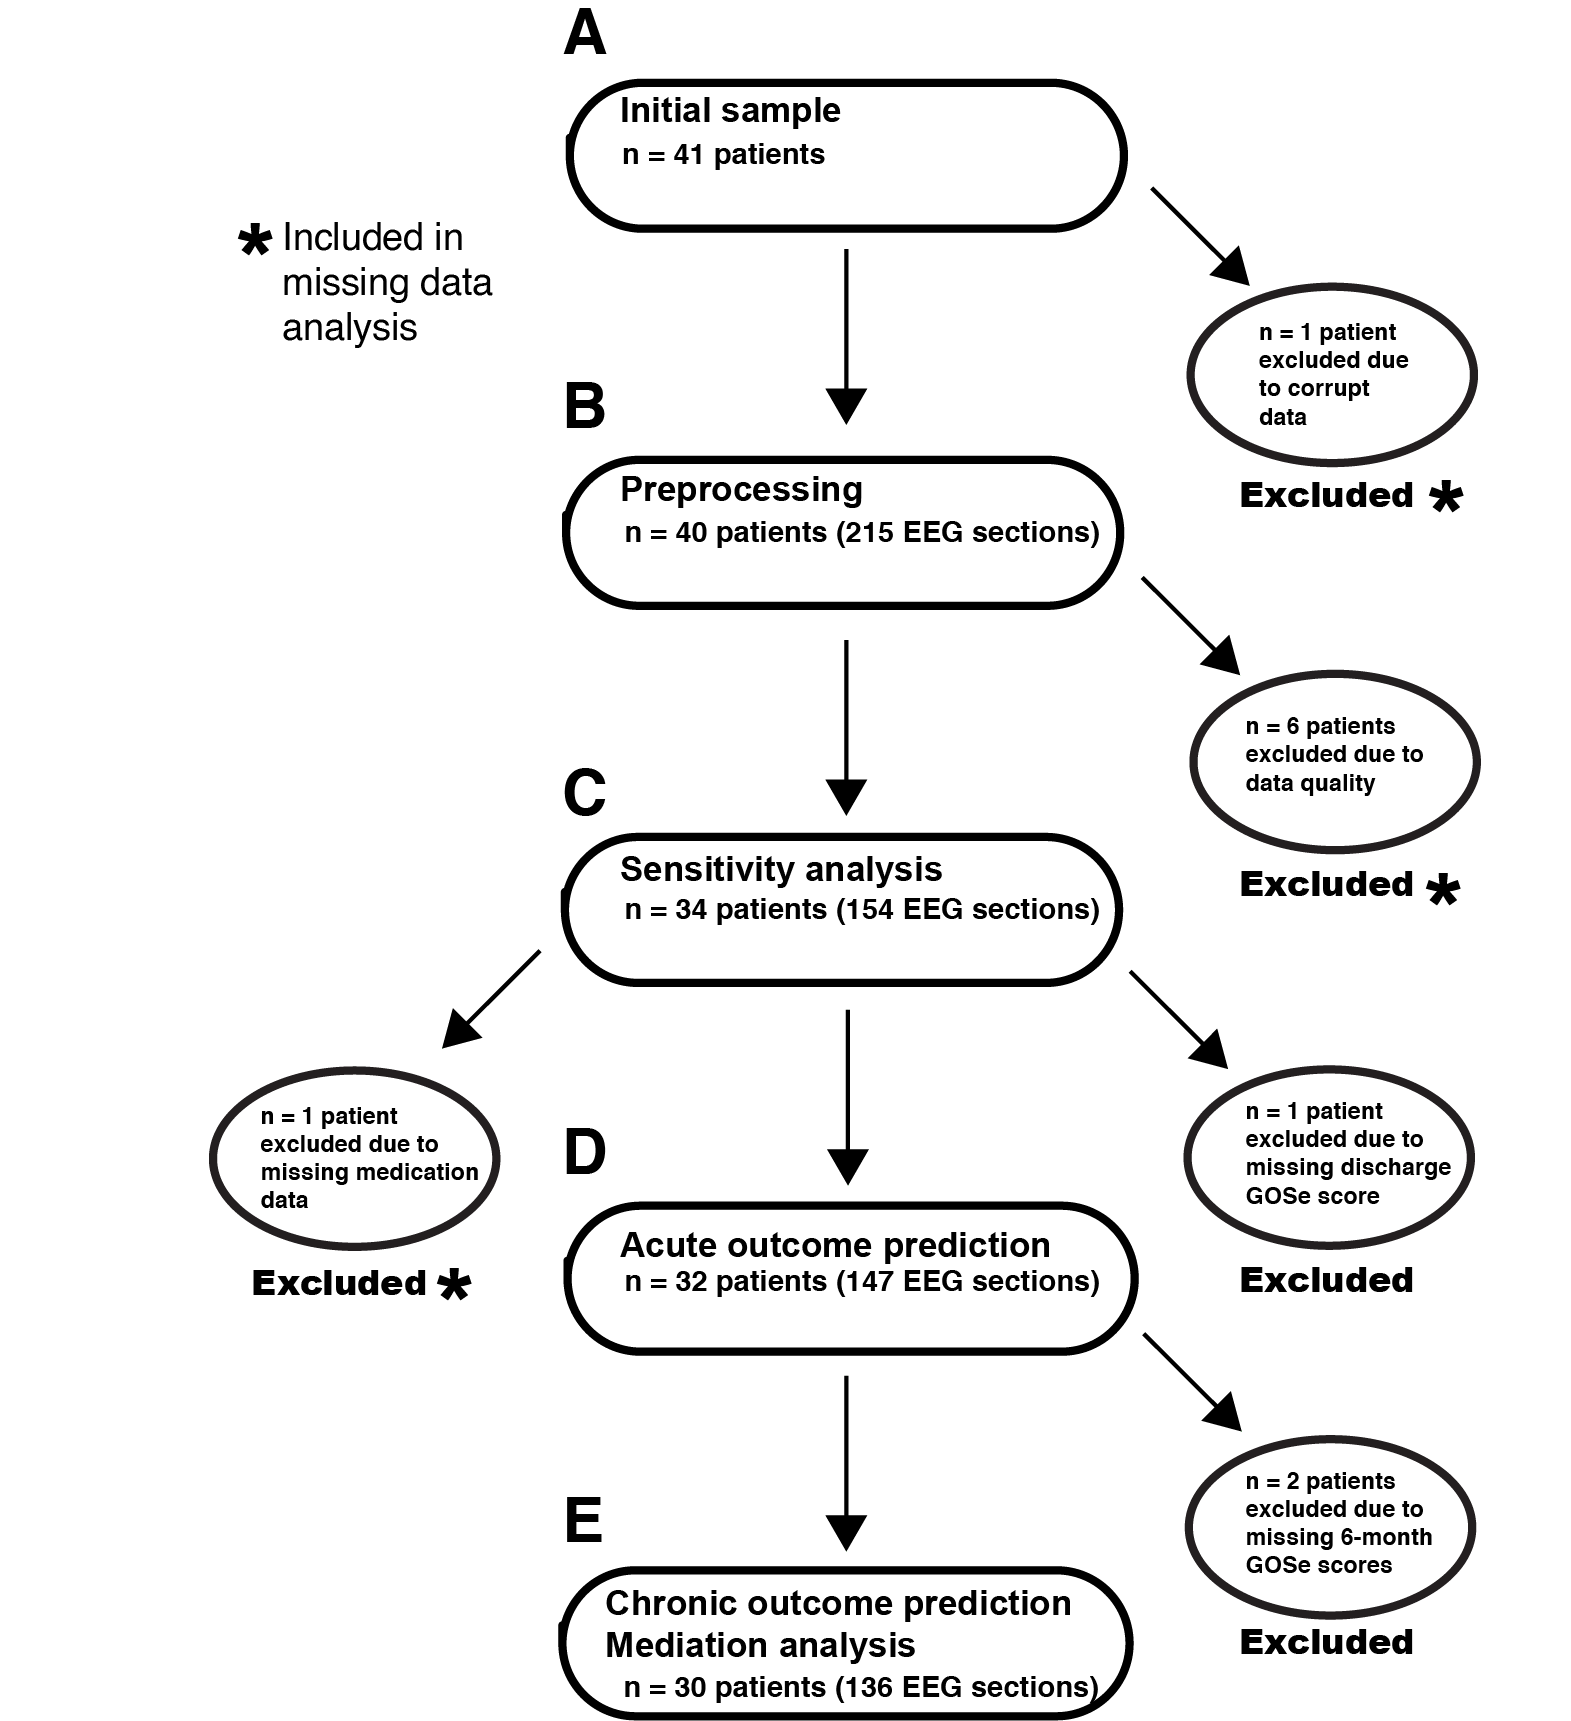 A
Initial sample
n = 41 patients
* Included in
missing data
analysis
n = 1 patient
excluded due
to corrupt
data
Excluded *
B
Preprocessing
n = 40 patients (215 EEG sections)
n = 6 patients
excluded due to
data quality
Excluded *
C
Sensitivity analysis
n = 34 patients (154 EEG sections)
n = 1 patient
excluded due to
missing medication
data
Excluded *
n = 1 patient
excluded due to
missing discharge
GOSe score
Excluded
D
Acute outcome prediction
n = 32 patients (147 EEG sections)
n = 2 patients
excluded due to
missing 6-month
GOSe scores
Excluded
E
Chronic outcome prediction
Mediation analysis
n = 30 patients (136 EEG sections)